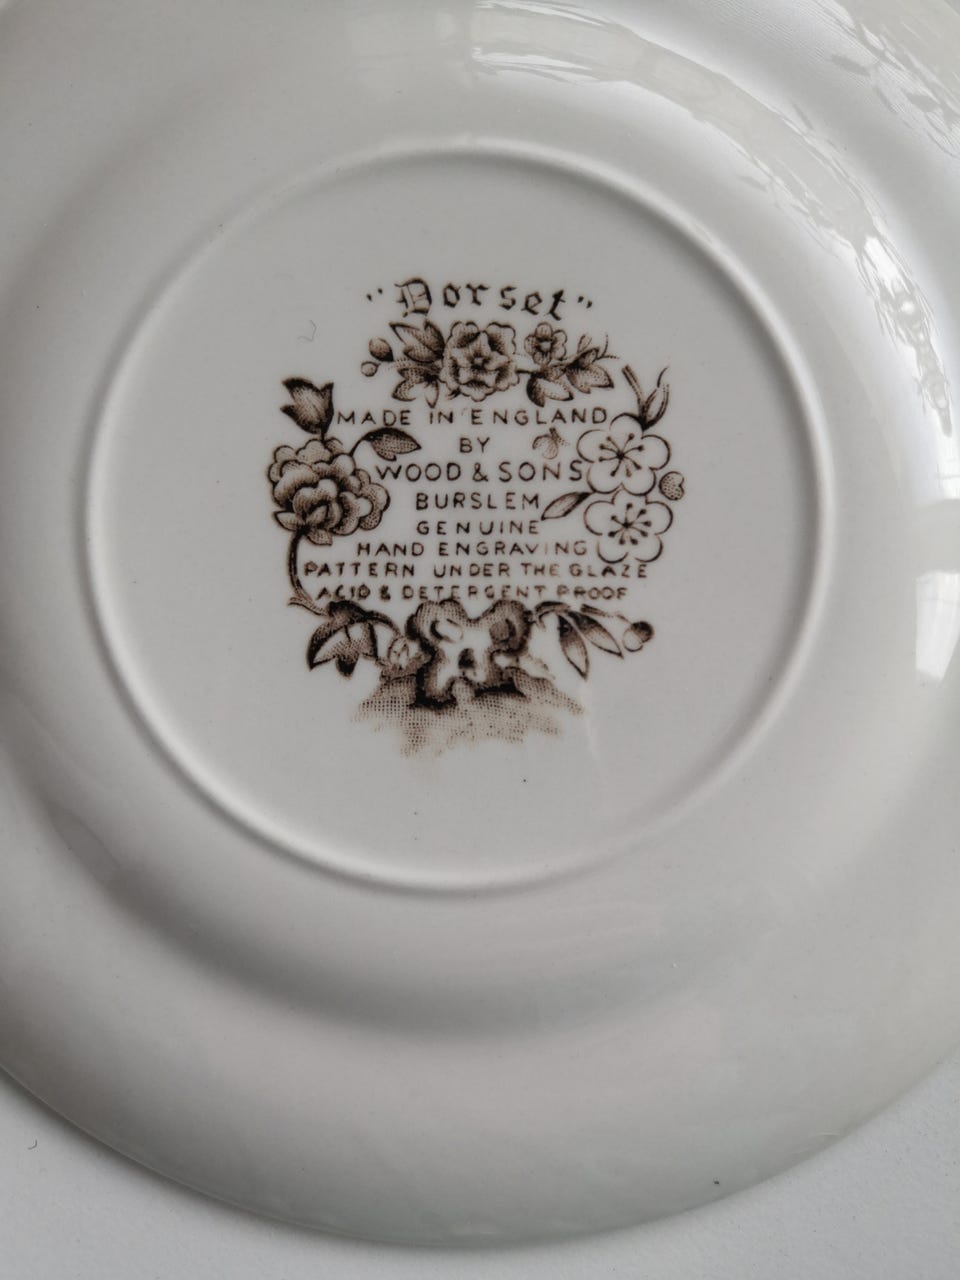 "Dorset"
MADE IN ENGLAND
BY
WOOD & SONS
BURSLEM
GENUINE
HAND ENGRAVING
PATTERN UNDER THE GLAZE
ACID & DETERGENT PROOF